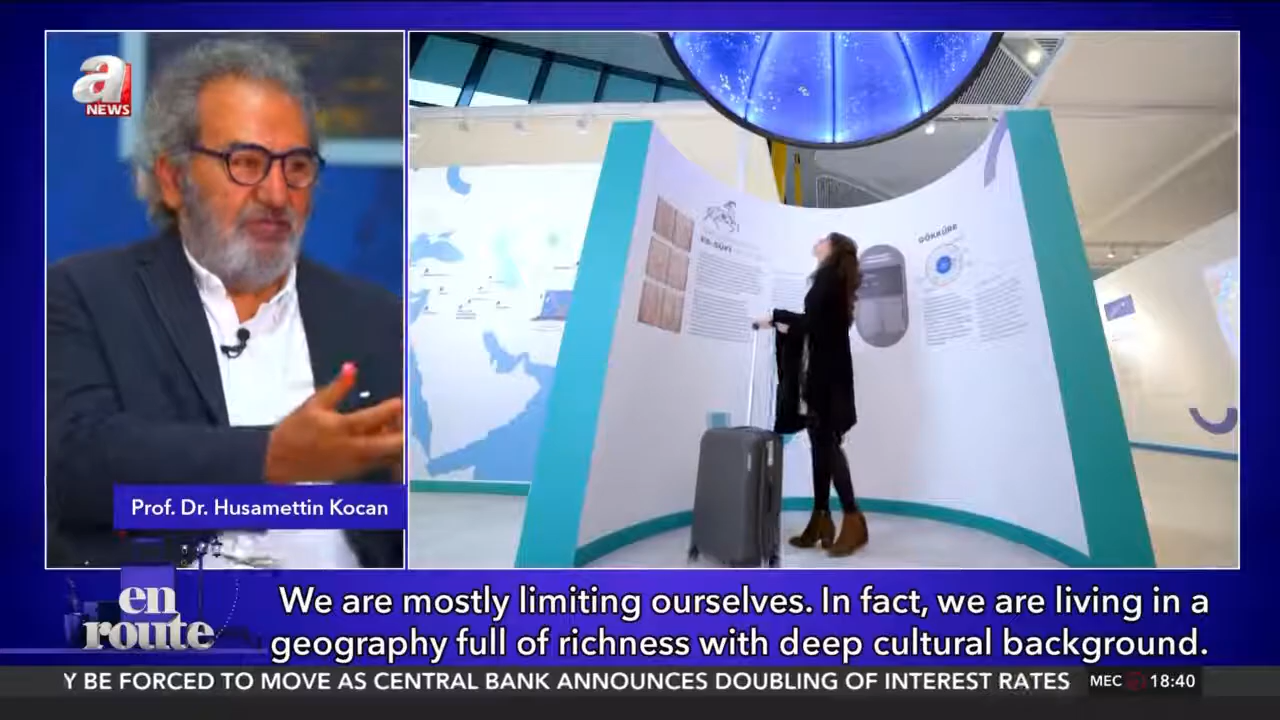 a
NEWS
ES-SÛFÎ
GÖKKÜRE
Prof. Dr. Husamettin Kocan
en
route
We are mostly limiting ourselves. In fact, we are living in a
geography full of richness with deep cultural background.
Y BE FORCED TO MOVE AS CENTRAL BANK ANNOUNCES DOUBLING OF INTEREST RATES
MEC 18:40